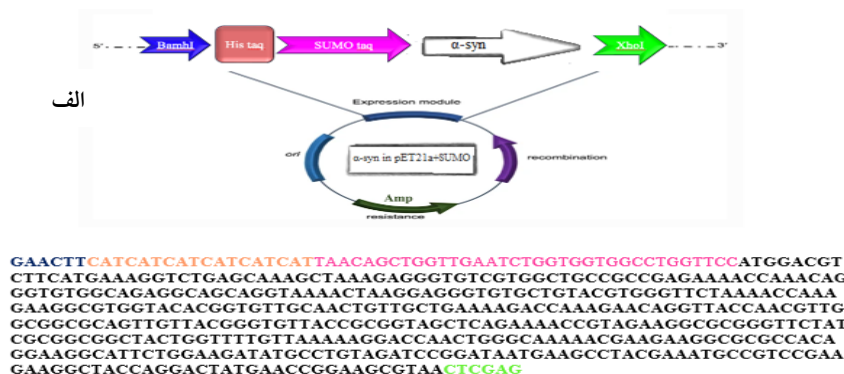 5' BamhI His taq SUMO taq α-syn XhoI 3'
الف
Expression module
ori
α-syn in pET21a+SUMO
recombination
Amp
resistance
GAACTTCATCATCATCATCATCATTAACAGCTGGTTGAATCTGGTGGTGGCCTGGTTCCATGGACGT
CTTCATGAAAGGTCTGAGCAAAGCTAAAGAGGGTGTCGTGGCTGCCGCCGAGAAAACCAAACAG
GGTGTGGCAGAGGCAGCAGGTAAAACTAAGGAGGGTGTGCTGTACGTGGGTTCTAAAACCAAA
GAAGGCGTGGTACACGGTGTTGCAACTGTTGCTGAAAAGACCAAAGAACAGGTTACCAACGTTG
GCGGCGCAGTTGTTACGGGTGTTACCGCGGTAGCTCAGAAAACCGTAGAAGGCGCGGGTTCTAT
CGCGGCGGCTACTGGTTTTGTTAAAAAGGACCAACTGGGCAAAAACGAAGAAGGCGCGCCACA
GGAAGGCATTCTGGAAGATATGCCTGTAGATCCGGATAATGAAGCCTACGAAATGCCGTCCGAA
GAAGGCTACCAGGACTATGAACCGGAAGCGTAACTCGAG